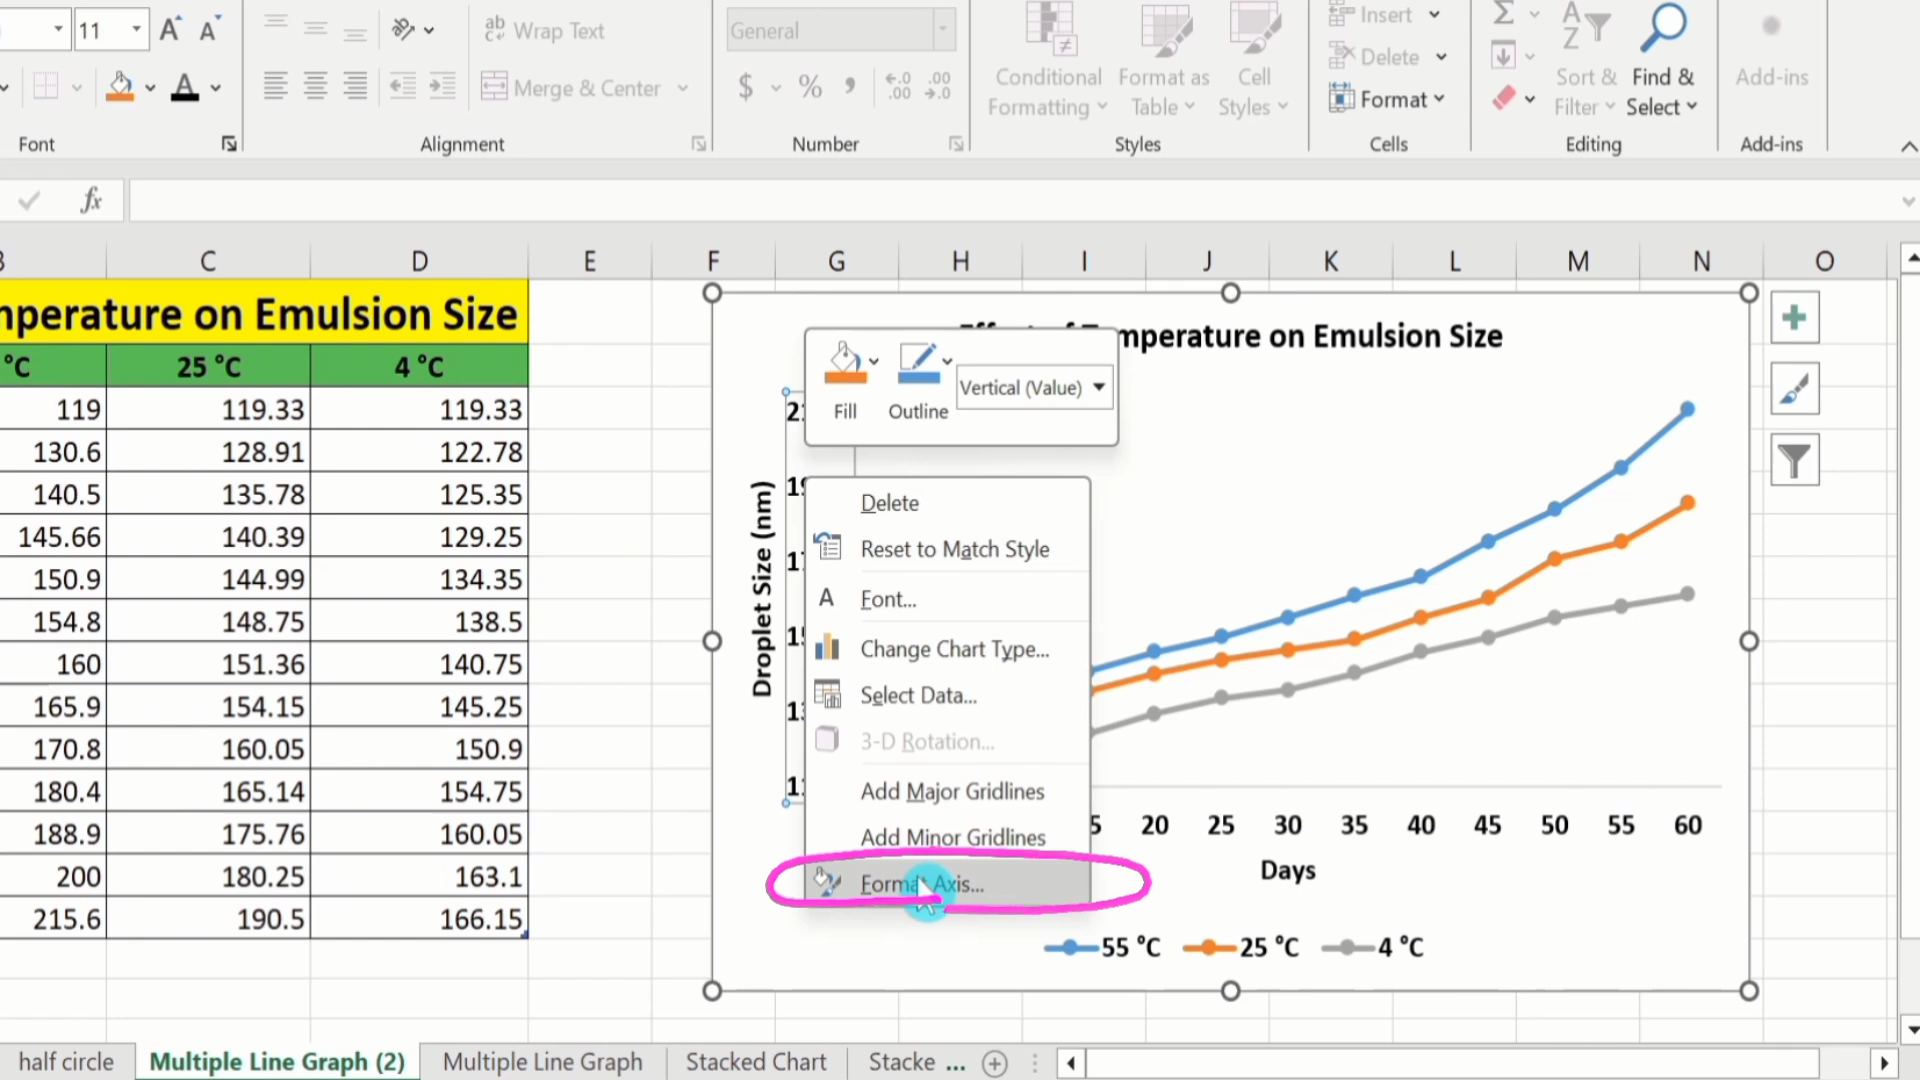 11
A A
ab
Wrap Text
General
Insert
Delete
Format
Conditional
Formatting
Format as
Table
Cell
Styles
Sort &
Filter
Find &
Select
Add-ins
Merge & Center
$ % ,
Font
Alignment
Number
Styles
Cells
Editing
Add-ins
fx
C D E F G H I J K L M N O
mperature on Emulsion Size
°C 25 °C 4 °C
119 119.33 119.33
130.6 128.91 122.78
140.5 135.78 125.35
145.66 140.39 129.25
150.9 144.99 134.35
154.8 148.75 138.5
160 151.36 140.75
165.9 154.15 145.25
170.8 160.05 150.9
180.4 165.14 154.75
188.9 175.76 160.05
200 180.25 163.1
215.6 190.5 166.15
mperature on Emulsion Size
Fill
Outline
Vertical (Value)
Droplet Size (nm)
Delete
Reset to Match Style
Font...
Change Chart Type...
Select Data...
3-D Rotation...
Add Major Gridlines
Add Minor Gridlines
Format Axis...
5 20 25 30 35 40 45 50 55 60
Days
55 °C 25 °C 4 °C
half circle
Multiple Line Graph (2)
Multiple Line Graph
Stacked Chart
Stacke ...